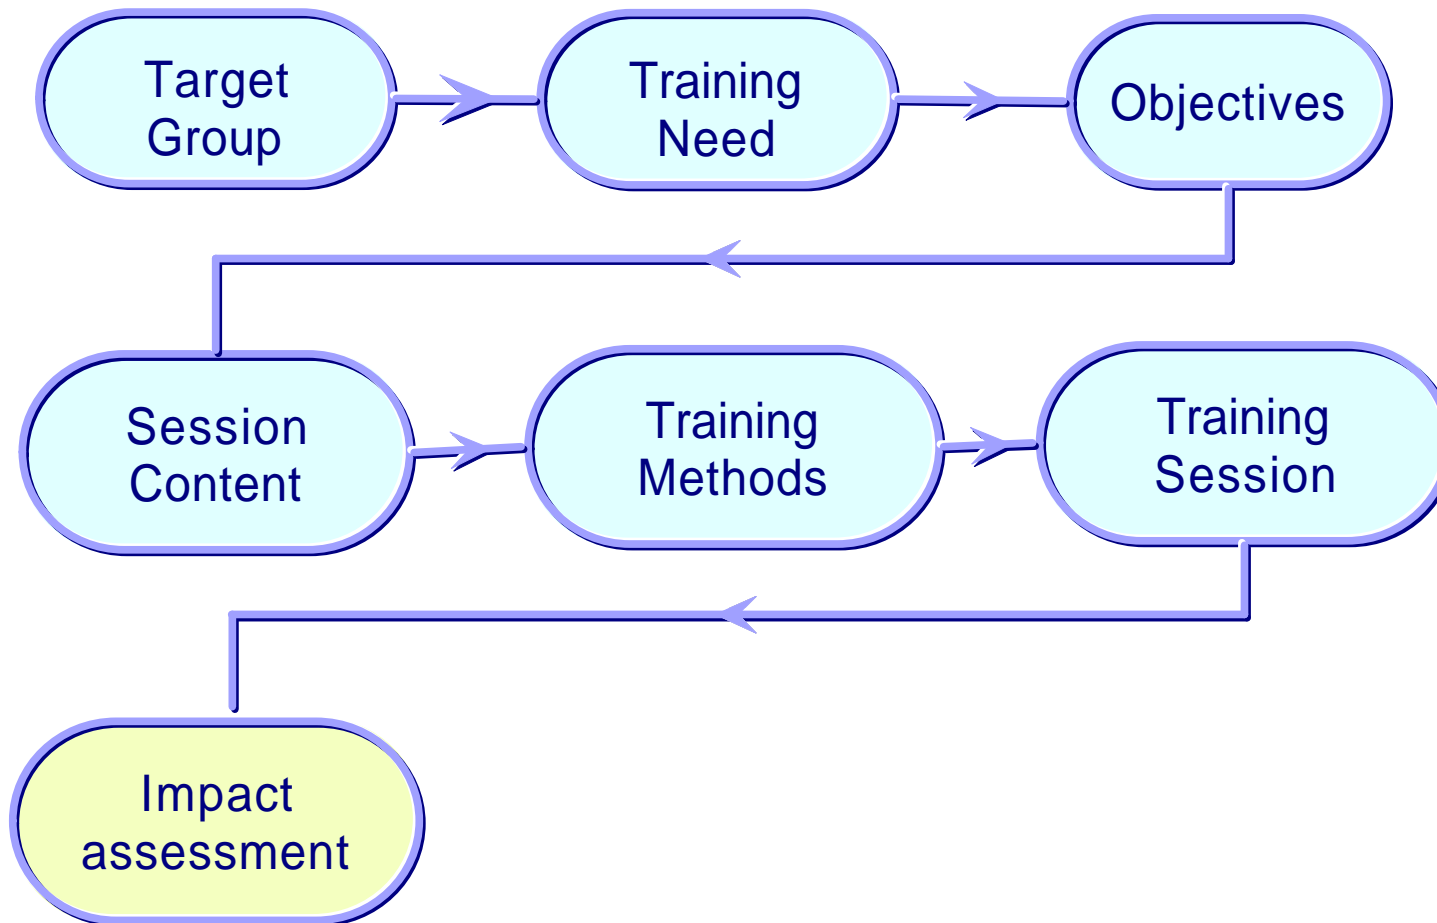 Target
Group
Training
Need
Objectives
Session
Content
Training
Methods
Training
Session
Impact
assessment